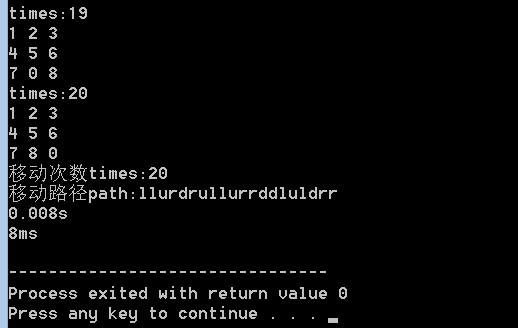 times:19
1 2 3
4 5 6
7 0 8
times:20
1 2 3
4 5 6
7 8 0
移动次数times:20
移动路径path:llurdrullurrddluldrr
0.008s
8ms
--------------------------------
Process exited with return value 0
Press any key to continue . . .